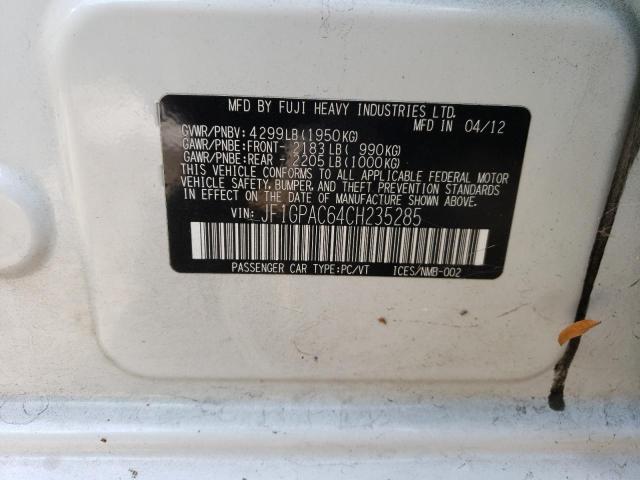 MFD BY FUJI HEAVY INDUSTRIES LTD.
MFD IN 04/12
GVWR/PNBV: 4299LB(1950KG)
GAWR/PNBE:FRONT- 2183 LB( 990KG)
GAWR/PNBE:REAR - 2205LB(1000KG)
THIS VEHICLE CONFORMS TO ALL APPLICABLE FEDERAL MOTOR
VEHICLE SAFETY, BUMPER, AND THEFT PREVENTION STANDARDS
IN EFFECT ON THE DATE OF MANUFACTURE SHOWN ABOVE.
VIN: JF1GPAC64CH235285
PASSENGER CAR TYPE:PC/VT ICES/NMB-002